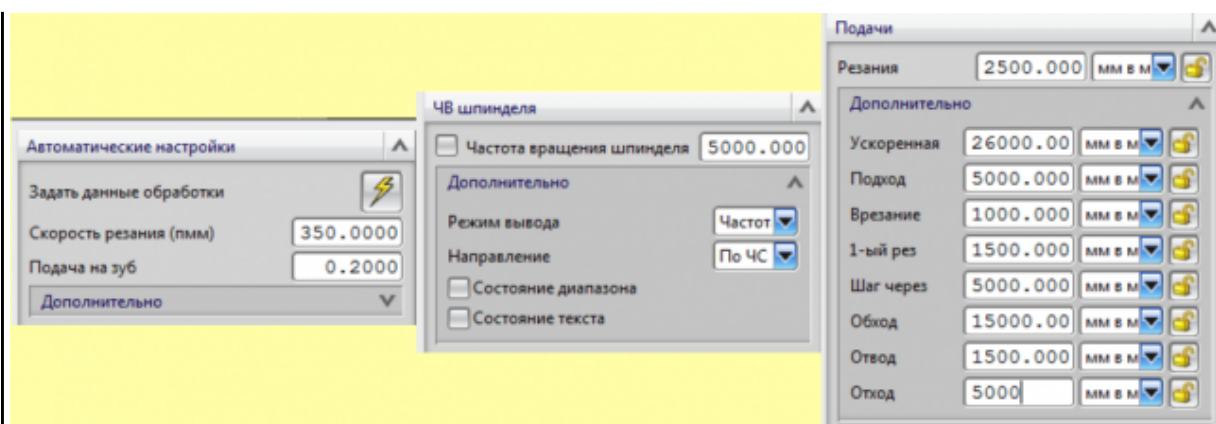 Автоматические настройки
Задать данные обработки
Скорость резания (пмм) 350.0000
Подача на зуб 0.2000
Дополнительно
ЧВ шпинделя
Частота вращения шпинделя 5000.000
Дополнительно
Режим вывода Частот
Направление По ЧС
Состояние диапазона
Состояние текста
Подачи
Резания 2500.000 мм в м
Дополнительно
Ускоренная 26000.00 мм в м
Подход 5000.000 мм в м
Врезание 1000.000 мм в м
1-ый рез 1500.000 мм в м
Шаг через 5000.000 мм в м
Обход 15000.00 мм в м
Отвод 1500.000 мм в м
Отход 5000 мм в м